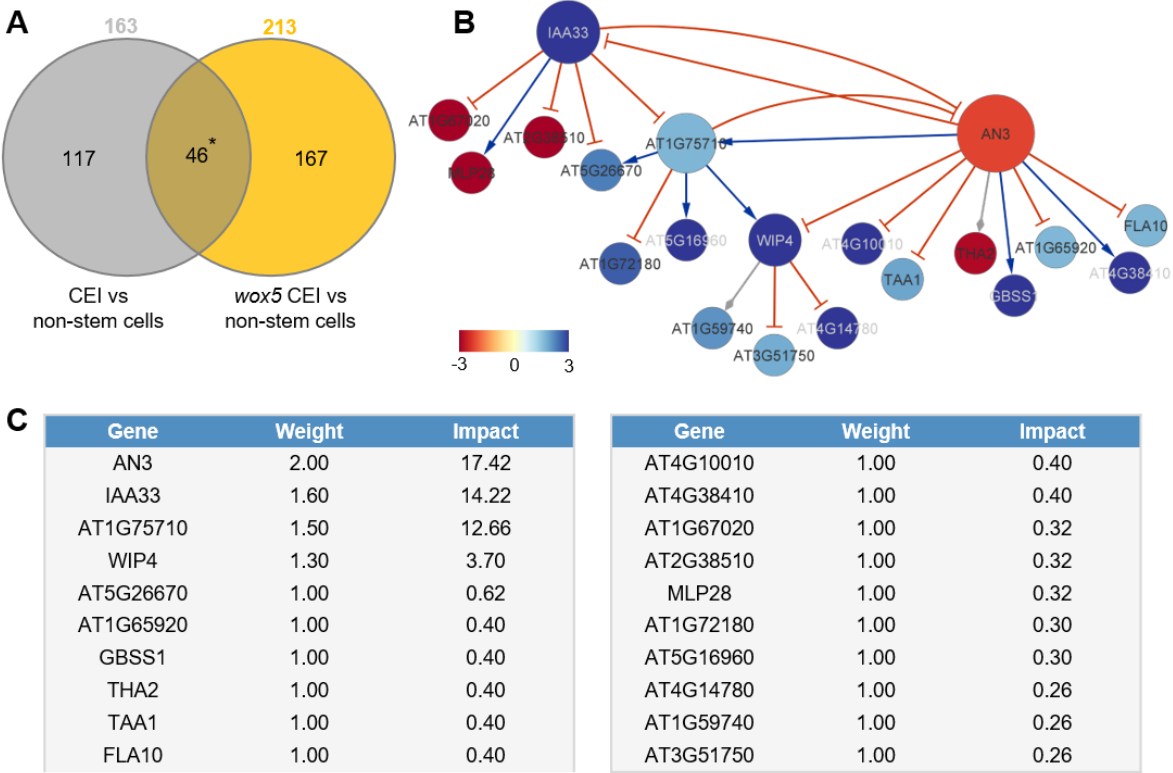 A
163
213
117
46*
167
CEI vs
non-stem cells
wox5 CEI vs
non-stem cells
B
IAA33
AN3
AT1G67020
AT2G38510
MLP28
AT5G26670
AT1G75710
AT1G72180
AT5G16960
WIP4
AT4G10010
TAA1
THA2
GBSS1
AT1G65920
FLA10
AT4G38410
AT1G59740
AT3G51750
AT4G14780
-3 0 3
C
Gene Weight Impact
AN3 2.00 17.42
IAA33 1.60 14.22
AT1G75710 1.50 12.66
WIP4 1.30 3.70
AT5G26670 1.00 0.62
AT1G65920 1.00 0.40
GBSS1 1.00 0.40
THA2 1.00 0.40
TAA1 1.00 0.40
FLA10 1.00 0.40
Gene Weight Impact
AT4G10010 1.00 0.40
AT4G38410 1.00 0.40
AT1G67020 1.00 0.32
AT2G38510 1.00 0.32
MLP28 1.00 0.32
AT1G72180 1.00 0.30
AT5G16960 1.00 0.30
AT4G14780 1.00 0.26
AT1G59740 1.00 0.26
AT3G51750 1.00 0.26